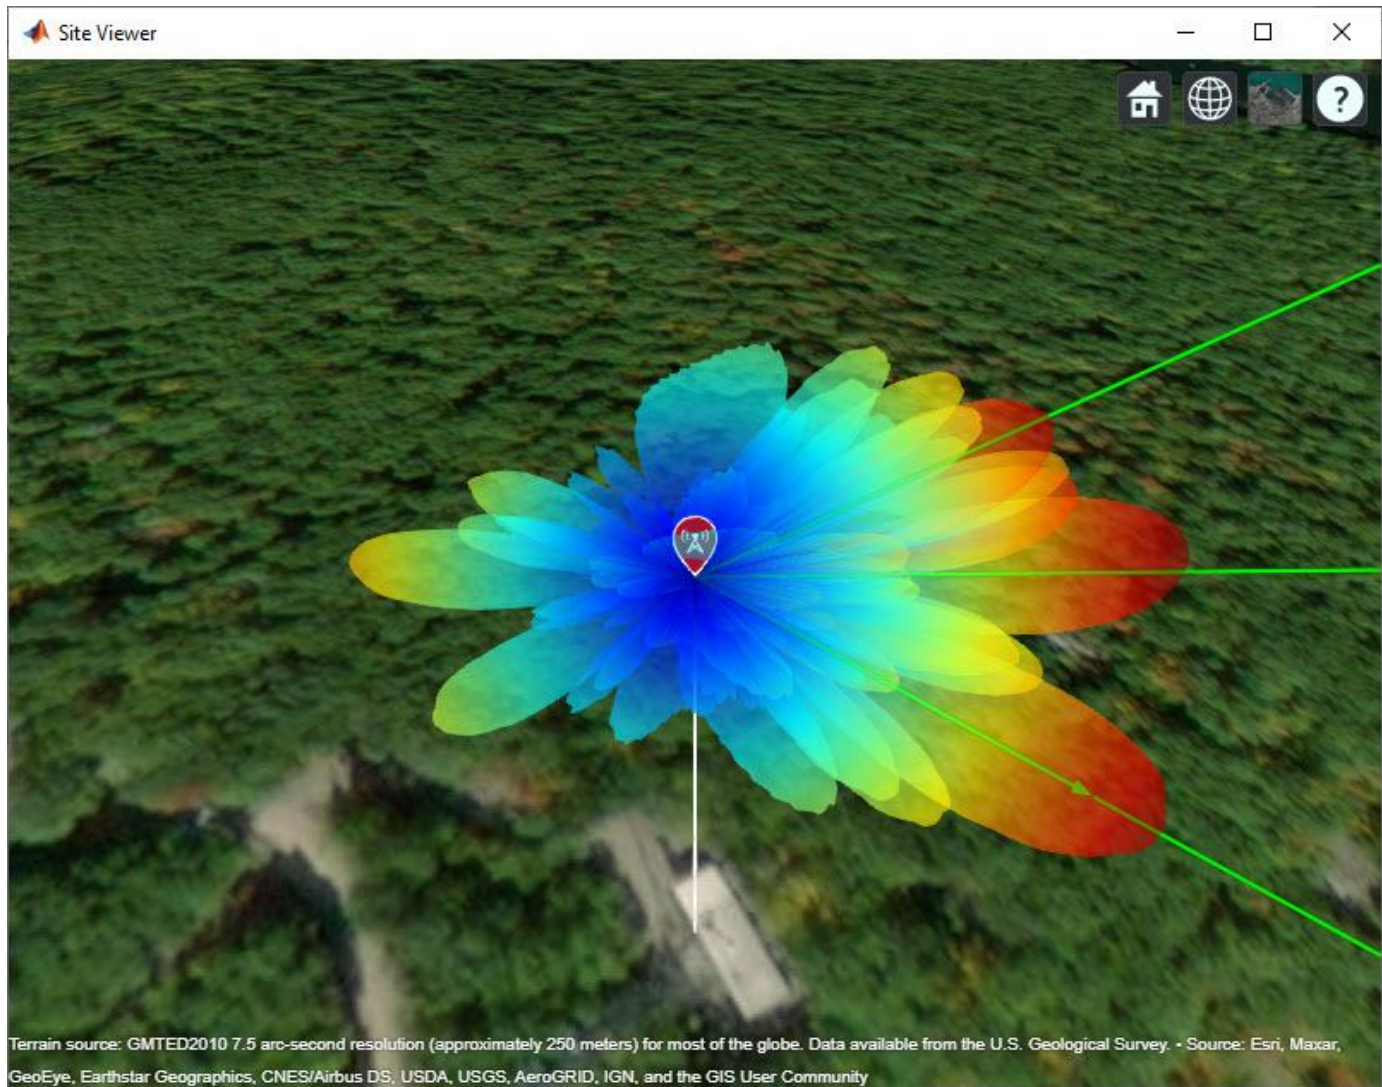 Site Viewer
?
Terrain source: GMTED2010 7.5 arc-second resolution (approximately 250 meters) for most of the globe. Data available from the U.S. Geological Survey. • Source: Esri, Maxar,
GeoEye, Earthstar Geographics, CNES/Airbus DS, USDA, USGS, AeroGRID, IGN, and the GIS User Community